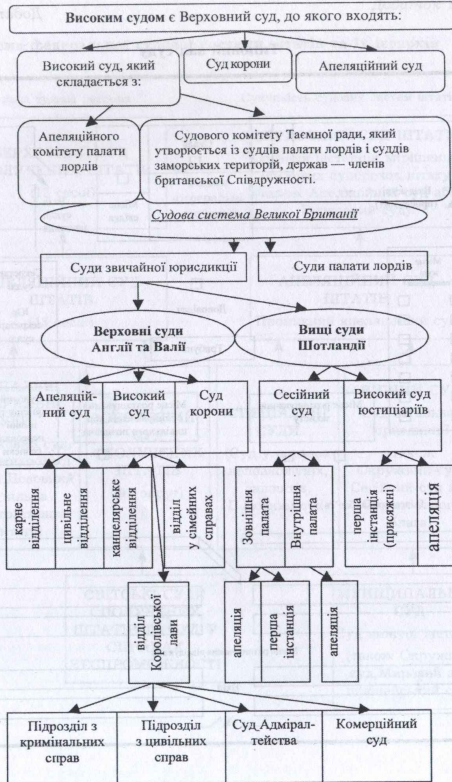 Високим судом є Верховний суд, до якого входять:
Високий суд, який
складається з:
Суд корони
Апеляційний суд
Апеляційного
комітету палати
лордів
Судового комітету Таємної ради, який
утворюється із суддів палати лордів і суддів
заморських територій, держав — членів
британської Співдружності.
Судова система Великої Британії
Суди звичайної юрисдикції
Суди палати лордів
Верховні суди
Англії та Валії
Вищі суди
Шотландії
Апеляцій-
ний суд
Високий
суд
Суд
корони
Сесійний
суд
Високий суд
юстиціаріїв
карне
відділення
цивільне
відділення
канцелярське
відділення
відділ
у сімейних
справах
Зовнішня
палата
Внутрішня
палата
перша
інстанція
(присяжні)
апеляція
відділ
Королівської
лави
апеляція
перша
інстанція
апеляція
Підрозділ з
кримінальних
справ
Підрозділ
з цивільних
справ
Суд Адмірал-
тейства
Комерційний
суд